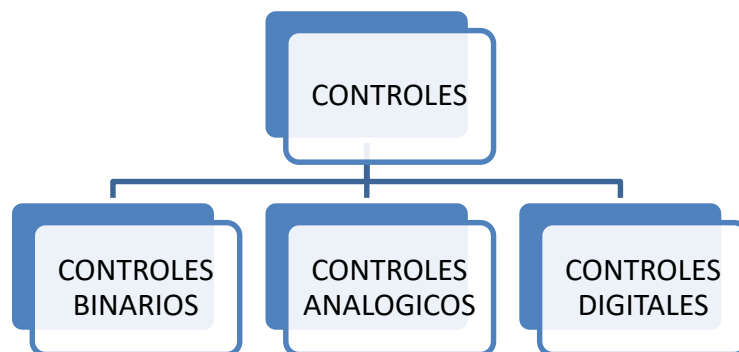 CONTROLES
CONTROLES
BINARIOS
CONTROLES
ANALOGICOS
CONTROLES
DIGITALES